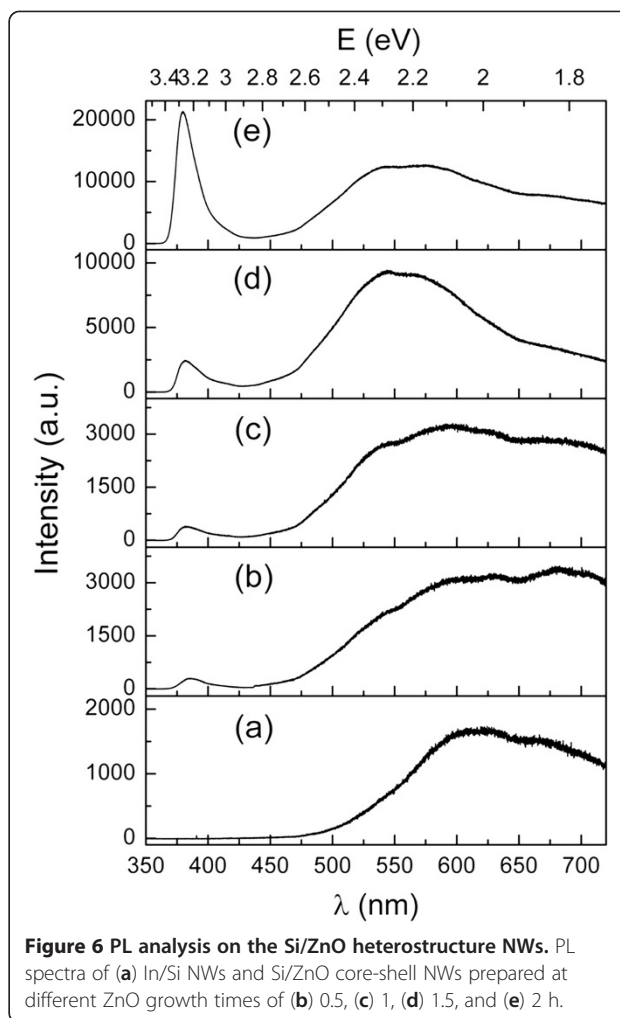 E (eV)
3.4 3.2 3 2.8 2.6 2.4 2.2 2 1.8
20000
(e)
10000
0
10000
(d)
5000
0
Intensity (a.u.)
3000
(c)
1500
0
3000
(b)
1500
0
2000
(a)
1000
0
350 400 450 500 550 600 650 700
λ (nm)
Figure 6 PL analysis on the Si/ZnO heterostructure NWs. PL
spectra of (a) In/Si NWs and Si/ZnO core-shell NWs prepared at
different ZnO growth times of (b) 0.5, (c) 1, (d) 1.5, and (e) 2 h.